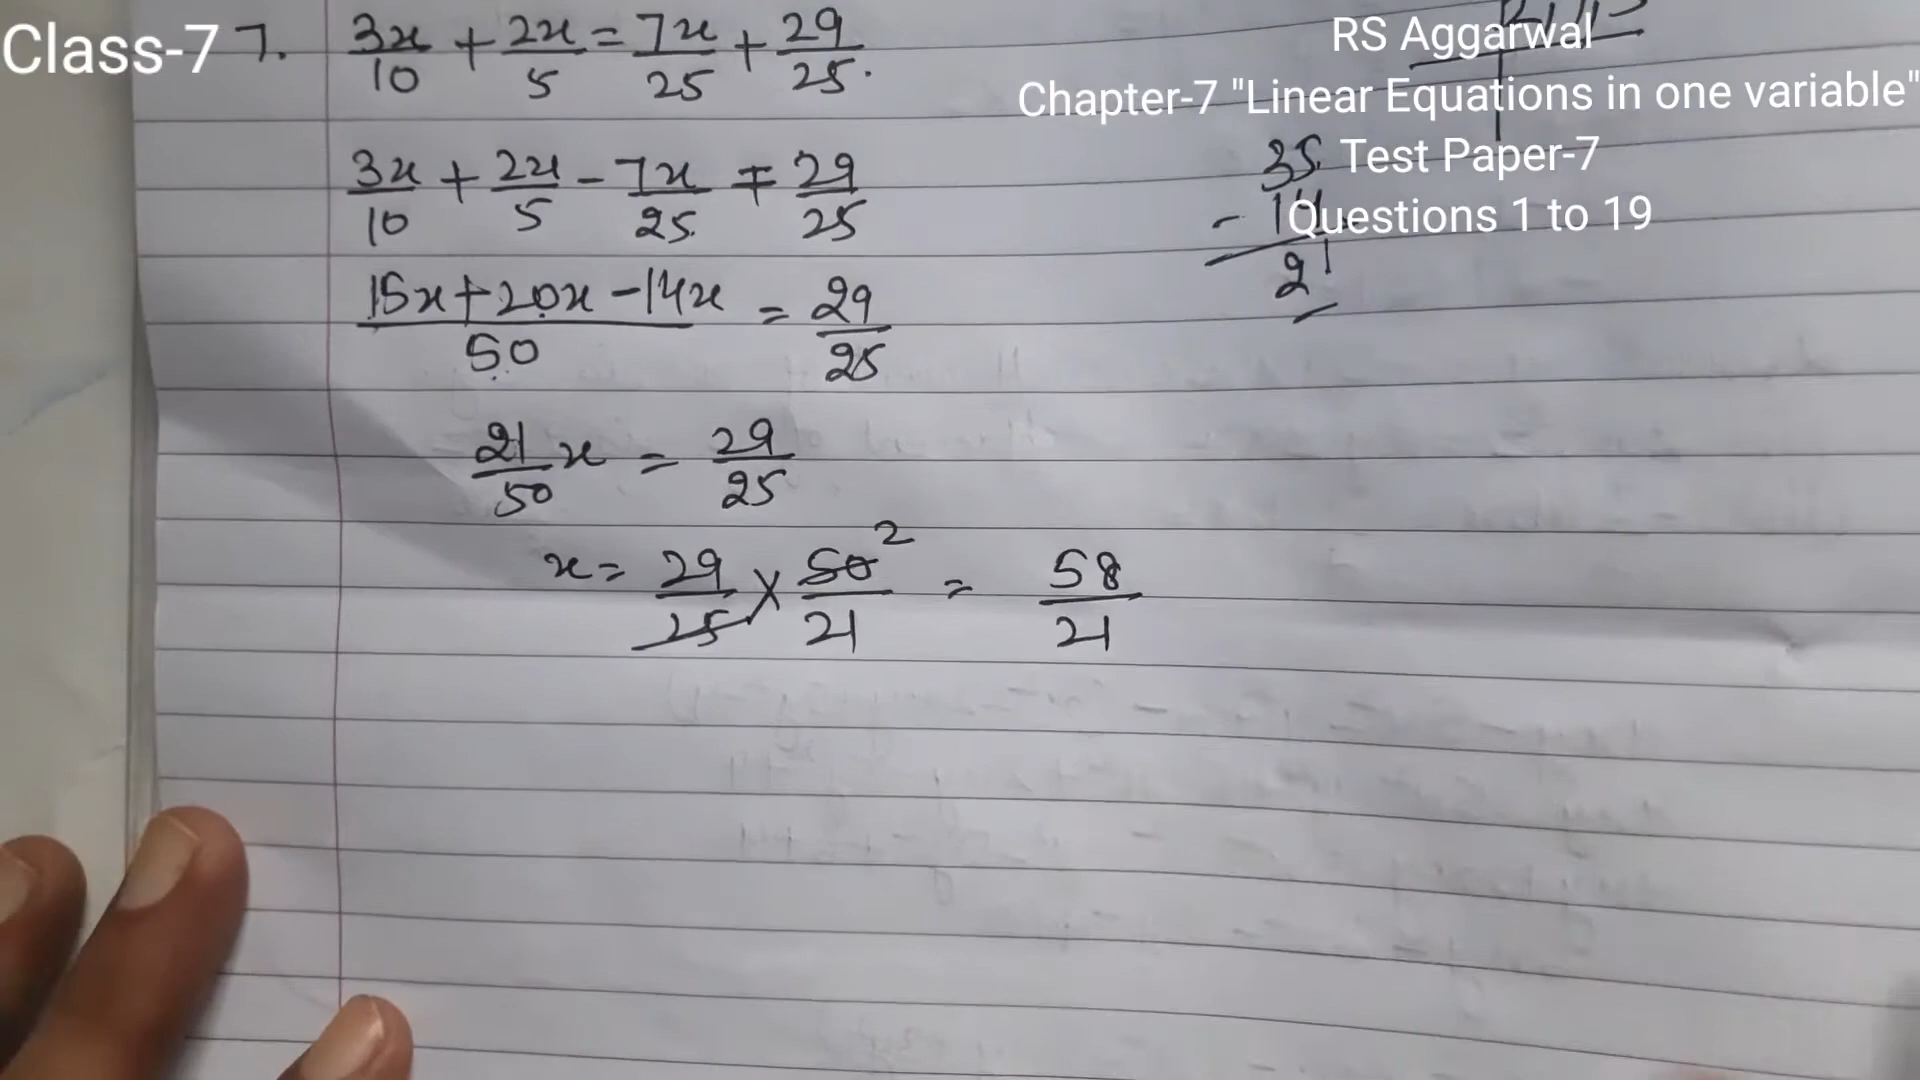 Class-7
RS Aggarwal
Chapter-7 "Linear Equations in one variable"
Test Paper-7
Questions 1 to 19
7. 3x/10 + 2x/5 = 7x/25 + 29/25.
3x/10 + 2x/5 - 7x/25 = 29/25
(15x+20x-14x)/50 = 29/25
21/50 x = 29/25
x = 29/25 × 50/21 2 = 58/21
35
- 14
21